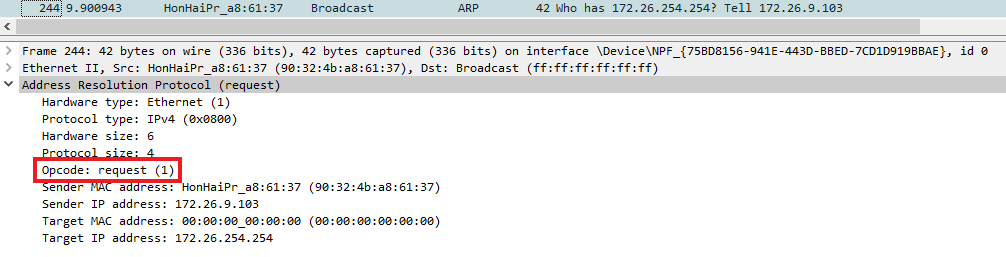 244 9.900943 HonHaiPr_a8:61:37 Broadcast ARP 42 Who has 172.26.254.254? Tell 172.26.9.103
Frame 244: 42 bytes on wire (336 bits), 42 bytes captured (336 bits) on interface \Device\NPF_{75BD8156-941E-443D-BBED-7CD1D919BBAE}, id 0
Ethernet II, Src: HonHaiPr_a8:61:37 (90:32:4b:a8:61:37), Dst: Broadcast (ff:ff:ff:ff:ff:ff)
Address Resolution Protocol (request)
Hardware type: Ethernet (1)
Protocol type: IPv4 (0x0800)
Hardware size: 6
Protocol size: 4
Opcode: request (1)
Sender MAC address: HonHaiPr_a8:61:37 (90:32:4b:a8:61:37)
Sender IP address: 172.26.9.103
Target MAC address: 00:00:00_00:00:00 (00:00:00:00:00:00)
Target IP address: 172.26.254.254